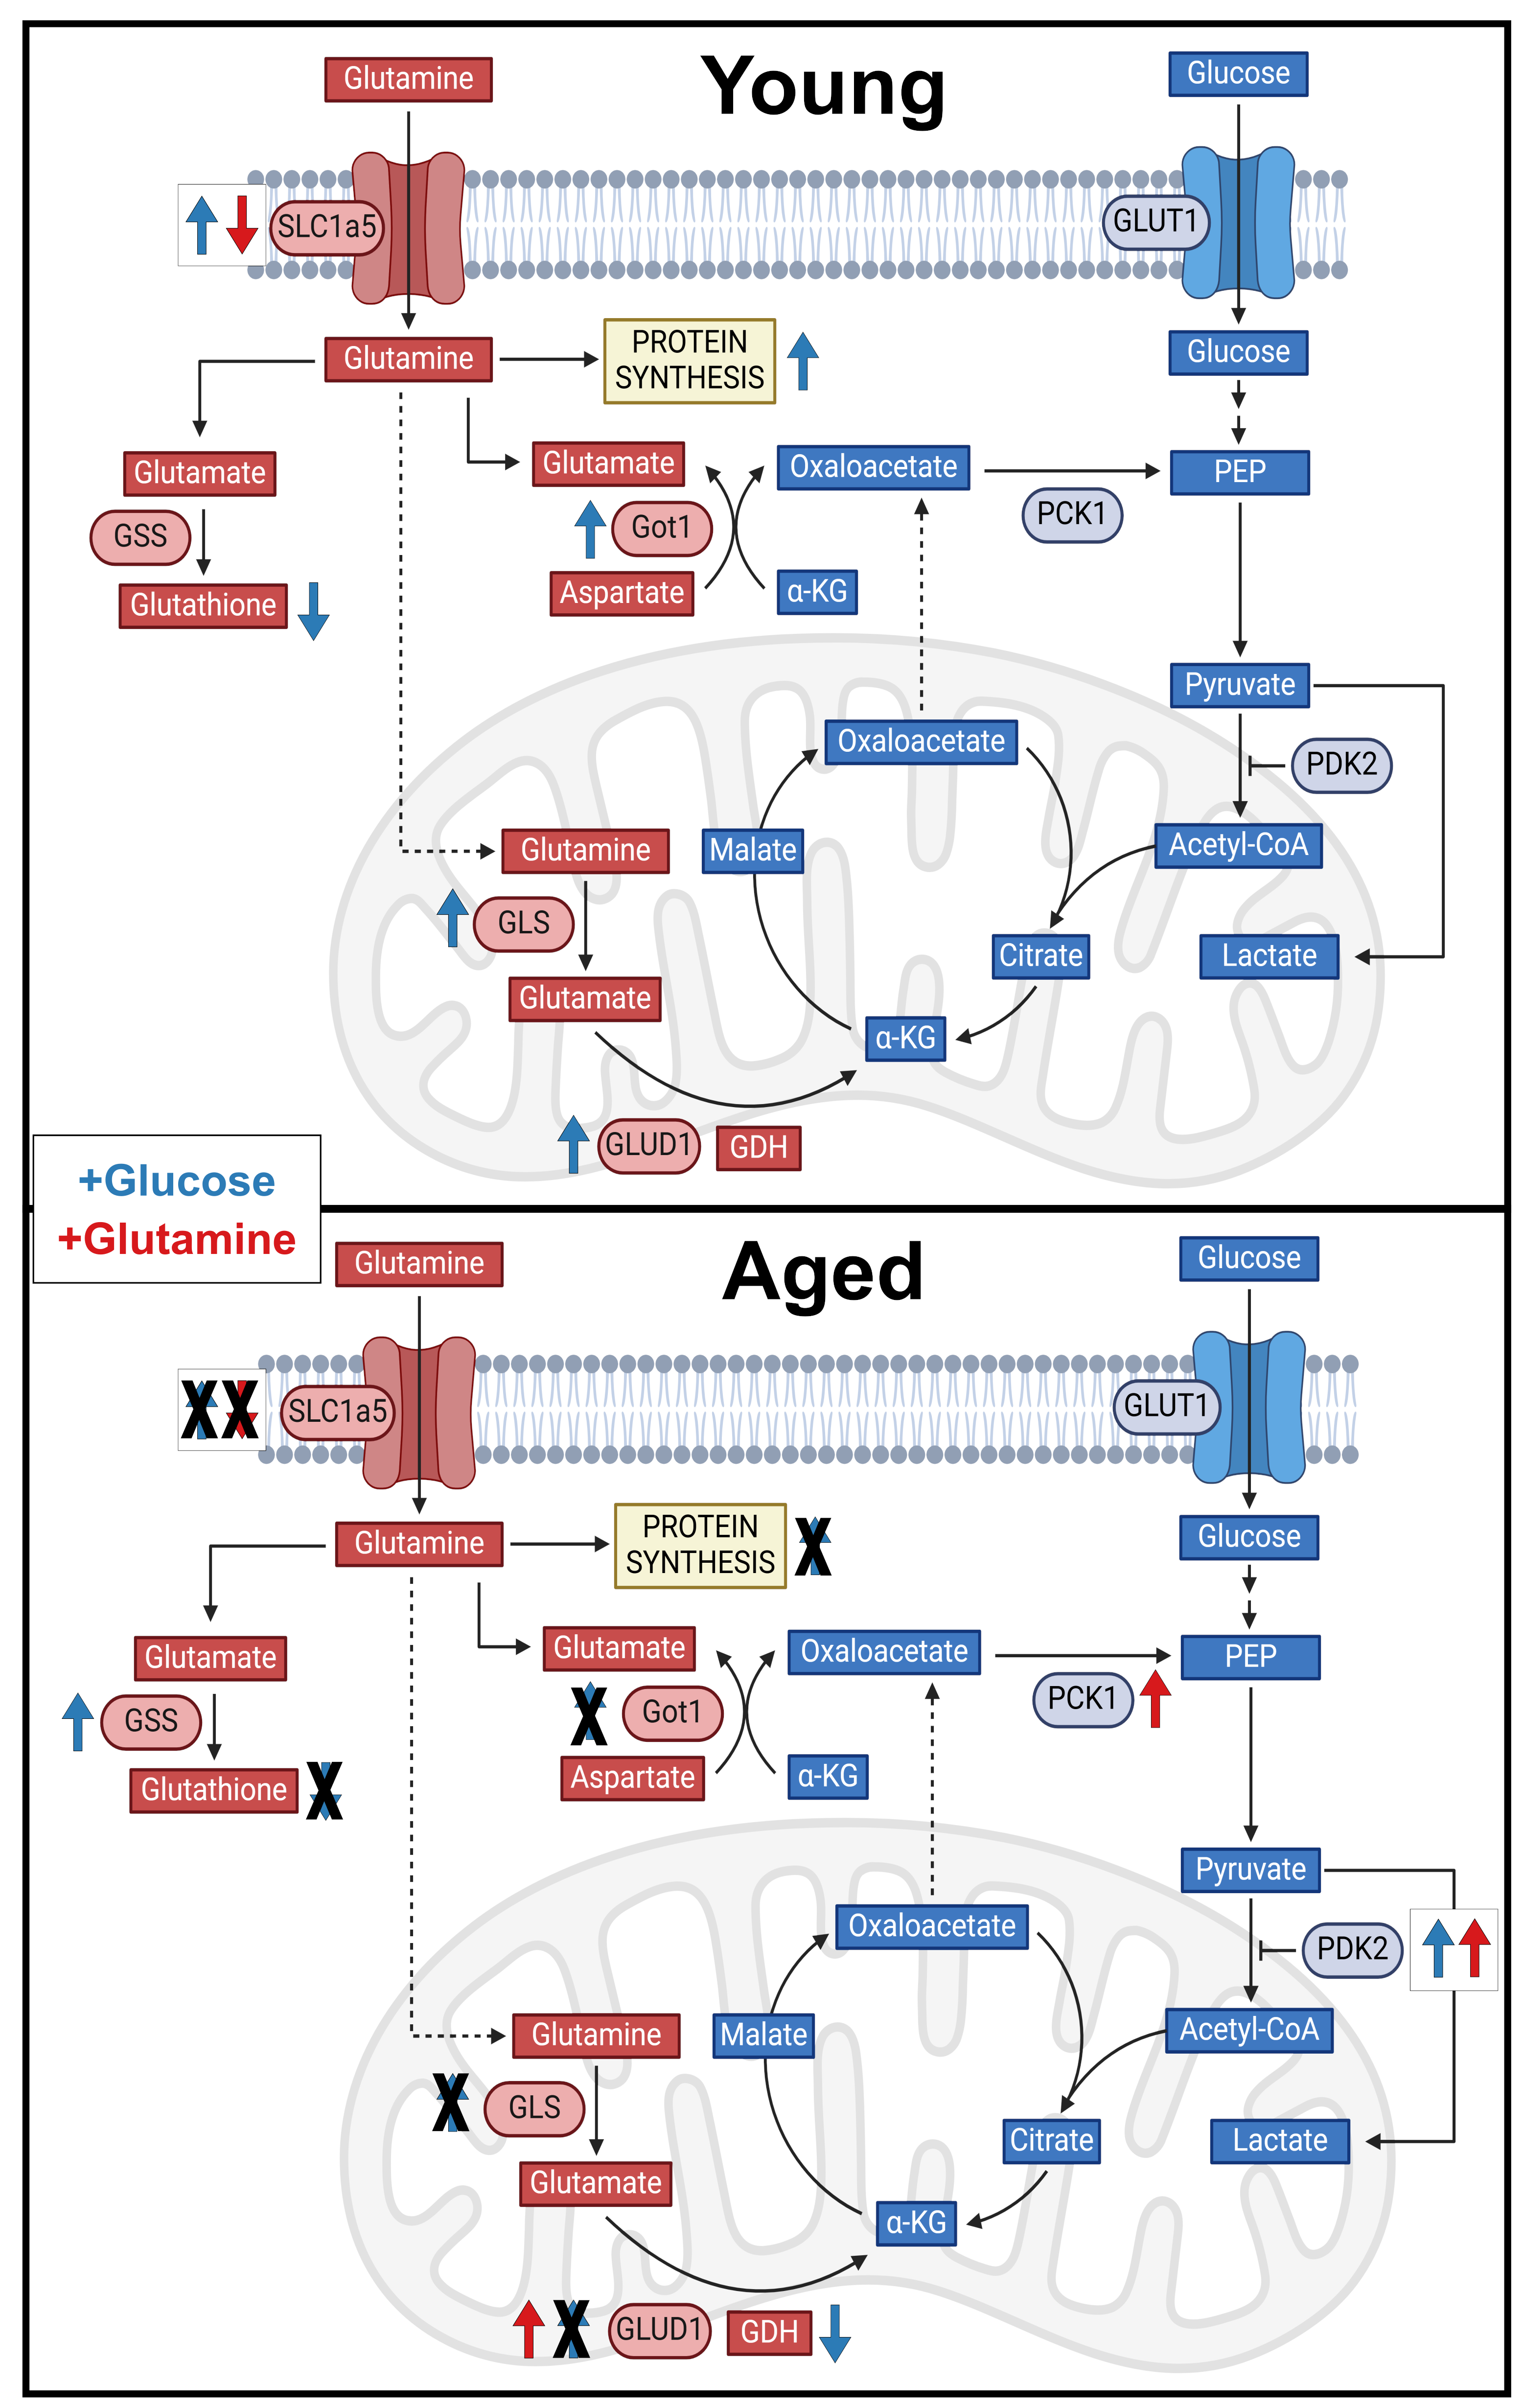 Young
Glutamine
Glucose
SLC1a5
GLUT1
Glutamine
PROTEIN
SYNTHESIS
Glucose
Glutamate
Glutamate
Oxaloacetate
PEP
GSS
Got1
PCK1
Glutathione
Aspartate
α-KG
Pyruvate
Oxaloacetate
PDK2
Glutamine
Malate
Acetyl-CoA
GLS
Citrate
Lactate
Glutamate
α-KG
GLUD1
GDH
+Glucose
+Glutamine
Aged
Glutamine
Glucose
X X
SLC1a5
GLUT1
Glutamine
PROTEIN
SYNTHESIS
X
Glucose
Glutamate
Glutamate
Oxaloacetate
PEP
GSS
X
Got1
PCK1
Glutathione
X
Aspartate
α-KG
Pyruvate
Oxaloacetate
PDK2
Glutamine
Malate
Acetyl-CoA
X
GLS
Citrate
Lactate
Glutamate
α-KG
X
GLUD1
GDH